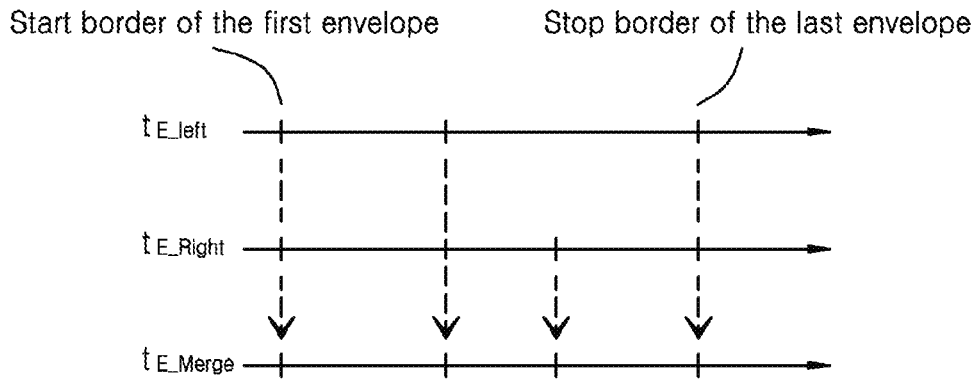 Start border of the first envelope
Stop border of the last envelope
t E_left
t E_Right
t E_Merge